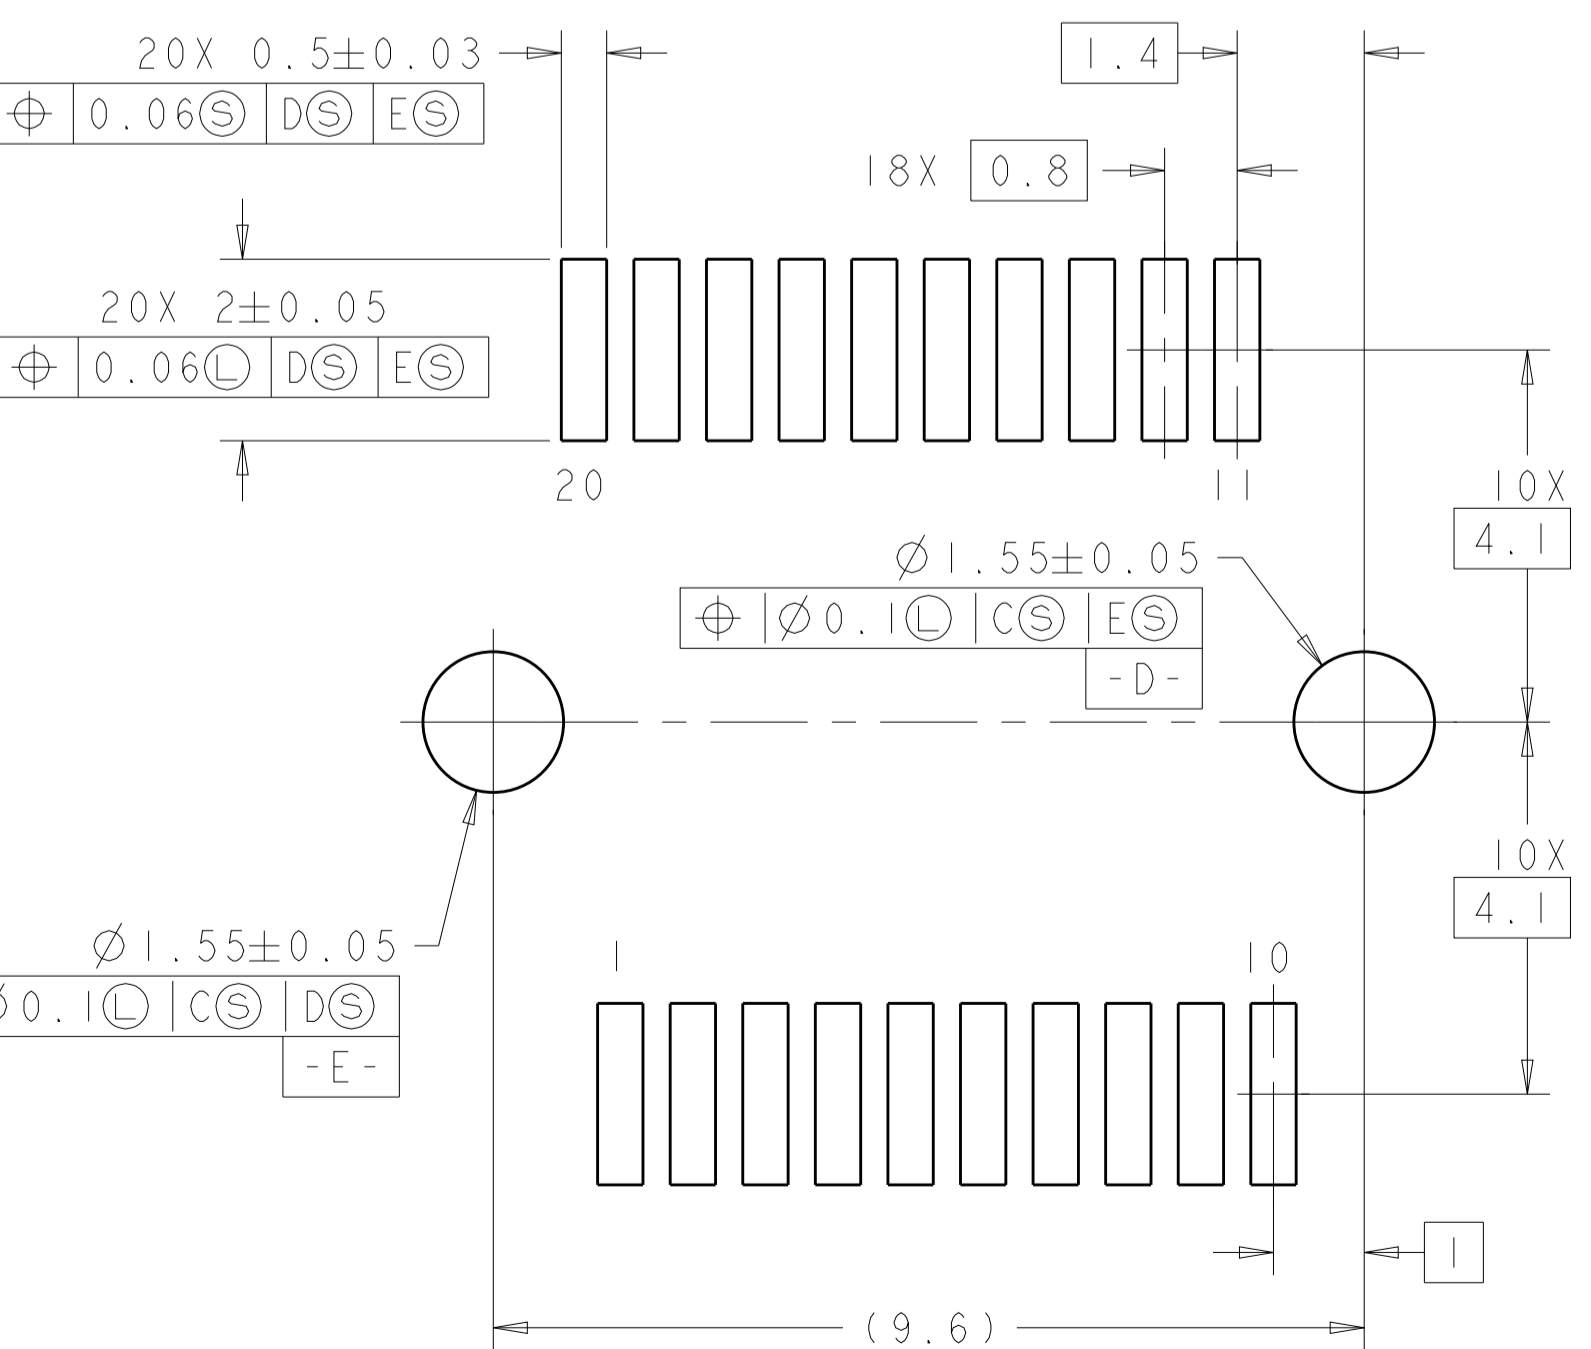 20X 0.5±0.03
1.4
⌖ 0.06Ⓢ DⓈ EⓈ
18X 0.8
20X 2±0.05
⌖ 0.06Ⓛ DⓈ EⓈ
20
11
10X
4.1
Ø1.55±0.05
⌖ Ø0.1Ⓛ CⓈ EⓈ
-D-
10X
4.1
Ø1.55±0.05
Ø0.1Ⓛ CⓈ DⓈ
-E-
1
10
1
(9.6)